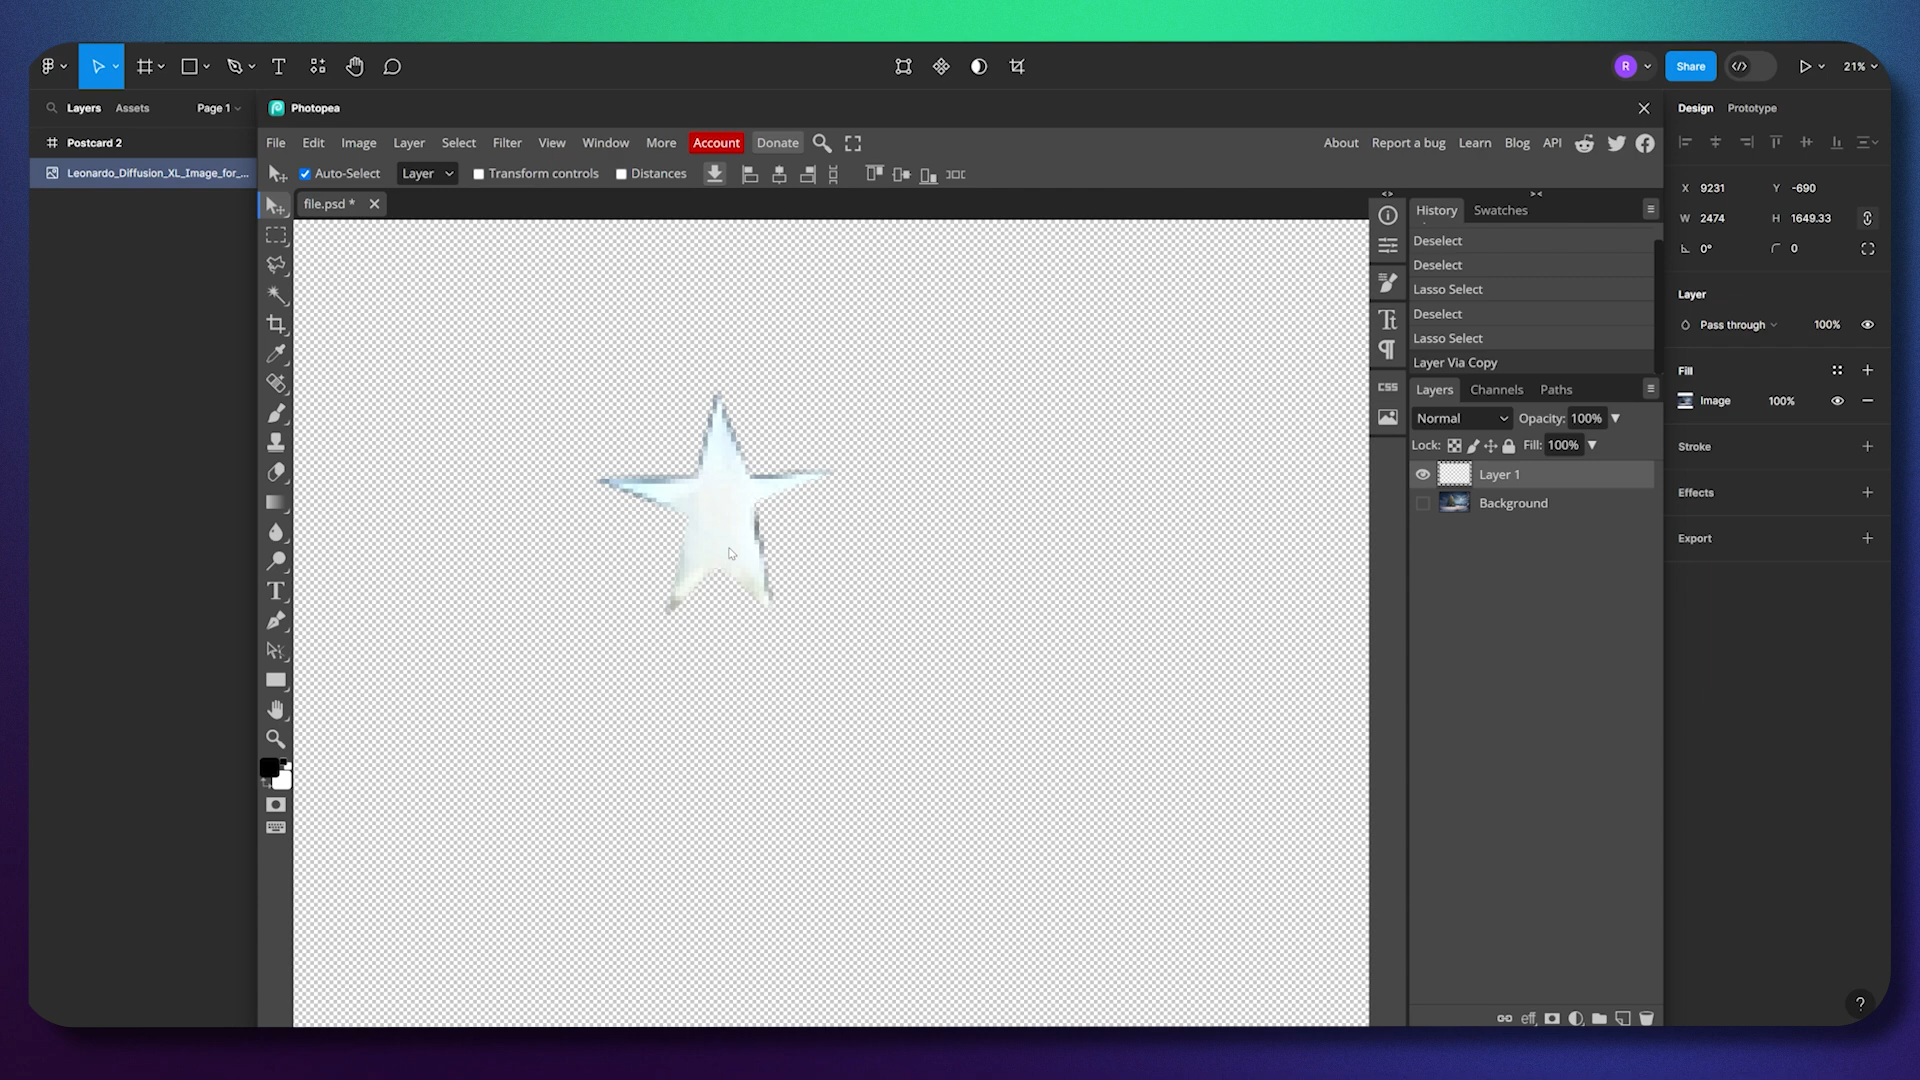 R
Share
21%
Layers
Assets
Page 1
Photopea
Design
Prototype
Postcard 2
File
Edit
Image
Layer
Select
Filter
View
Window
More
Account
Donate
About
Report a bug
Learn
Blog
API
Leonardo_Diffusion_XL_Image_for_...
Auto-Select
Layer
Transform controls
Distances
X 9231
Y -690
file.psd *
History
Swatches
W 2474
H 1649.33
Deselect
0°
0
Deselect
Lasso Select
Layer
Deselect
Pass through
100%
Lasso Select
Layer Via Copy
Fill
CSS
Layers
Channels
Paths
Image
100%
Normal
Opacity: 100%
Lock:
Fill: 100%
Stroke
Layer 1
Effects
Background
Export
eff
?